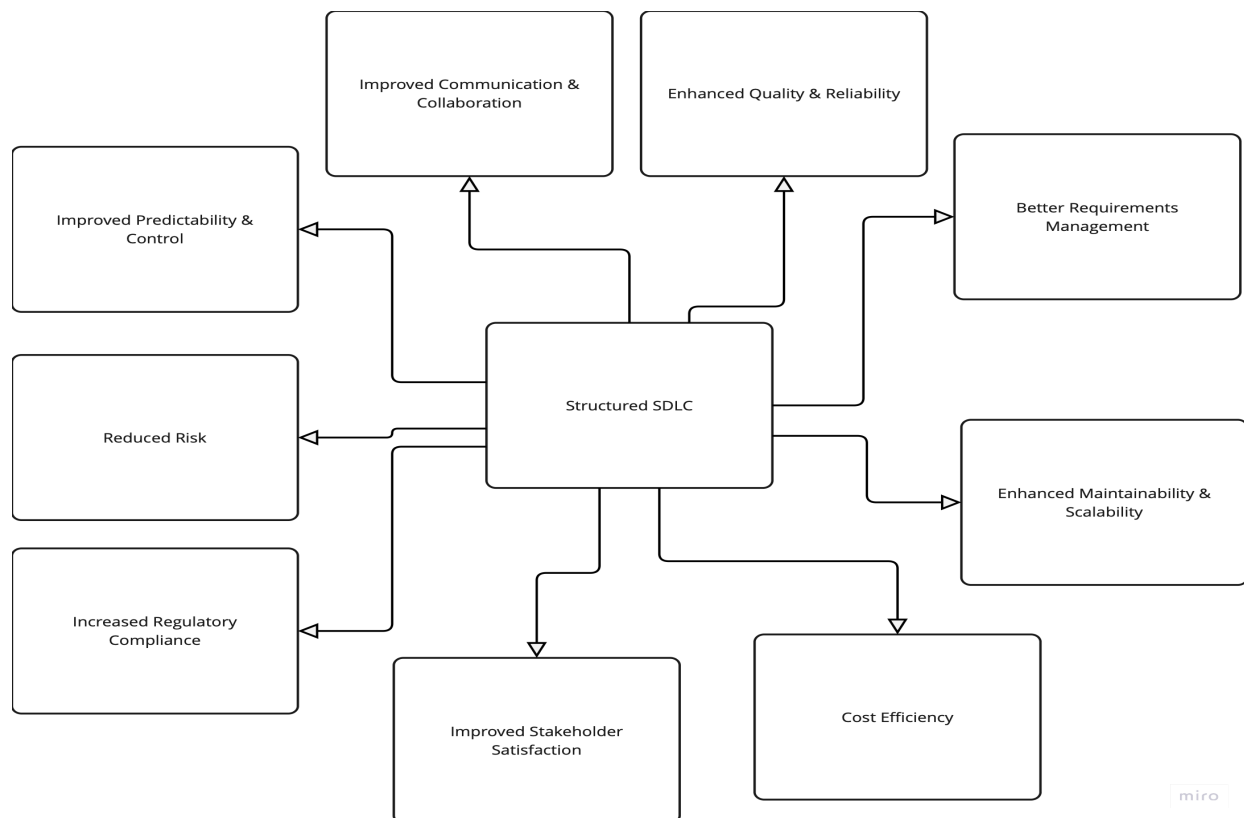 Improved Communication &
Collaboration
Enhanced Quality & Reliability
Better Requirements
Management
Improved Predictability &
Control
Structured SDLC
Reduced Risk
Enhanced Maintainability &
Scalability
Increased Regulatory
Compliance
Improved Stakeholder
Satisfaction
Cost Efficiency
miro